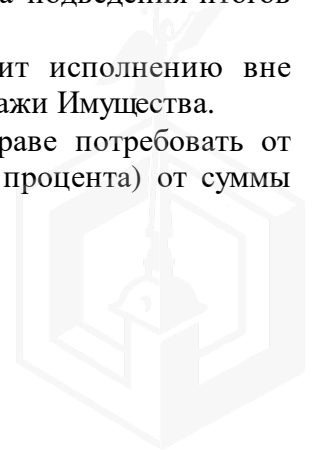 а подведения итогов
ит исполнению вне
ажи Имущества.
раве потребовать от
процента) от суммы